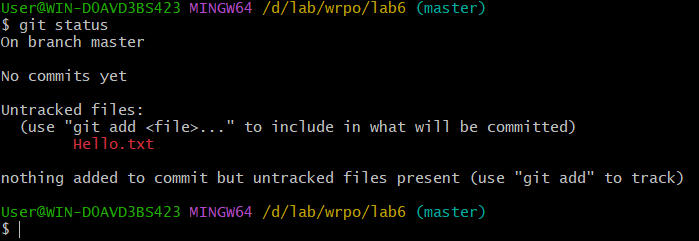 User@WIN-DOAVD3BS423 MINGW64 /d/lab/wrpo/lab6 (master)
$ git status
On branch master
No commits yet
Untracked files:
(use "git add <file>..." to include in what will be committed)
Hello.txt
nothing added to commit but untracked files present (use "git add" to track)
User@WIN-DOAVD3BS423 MINGW64 /d/lab/wrpo/lab6 (master)
$